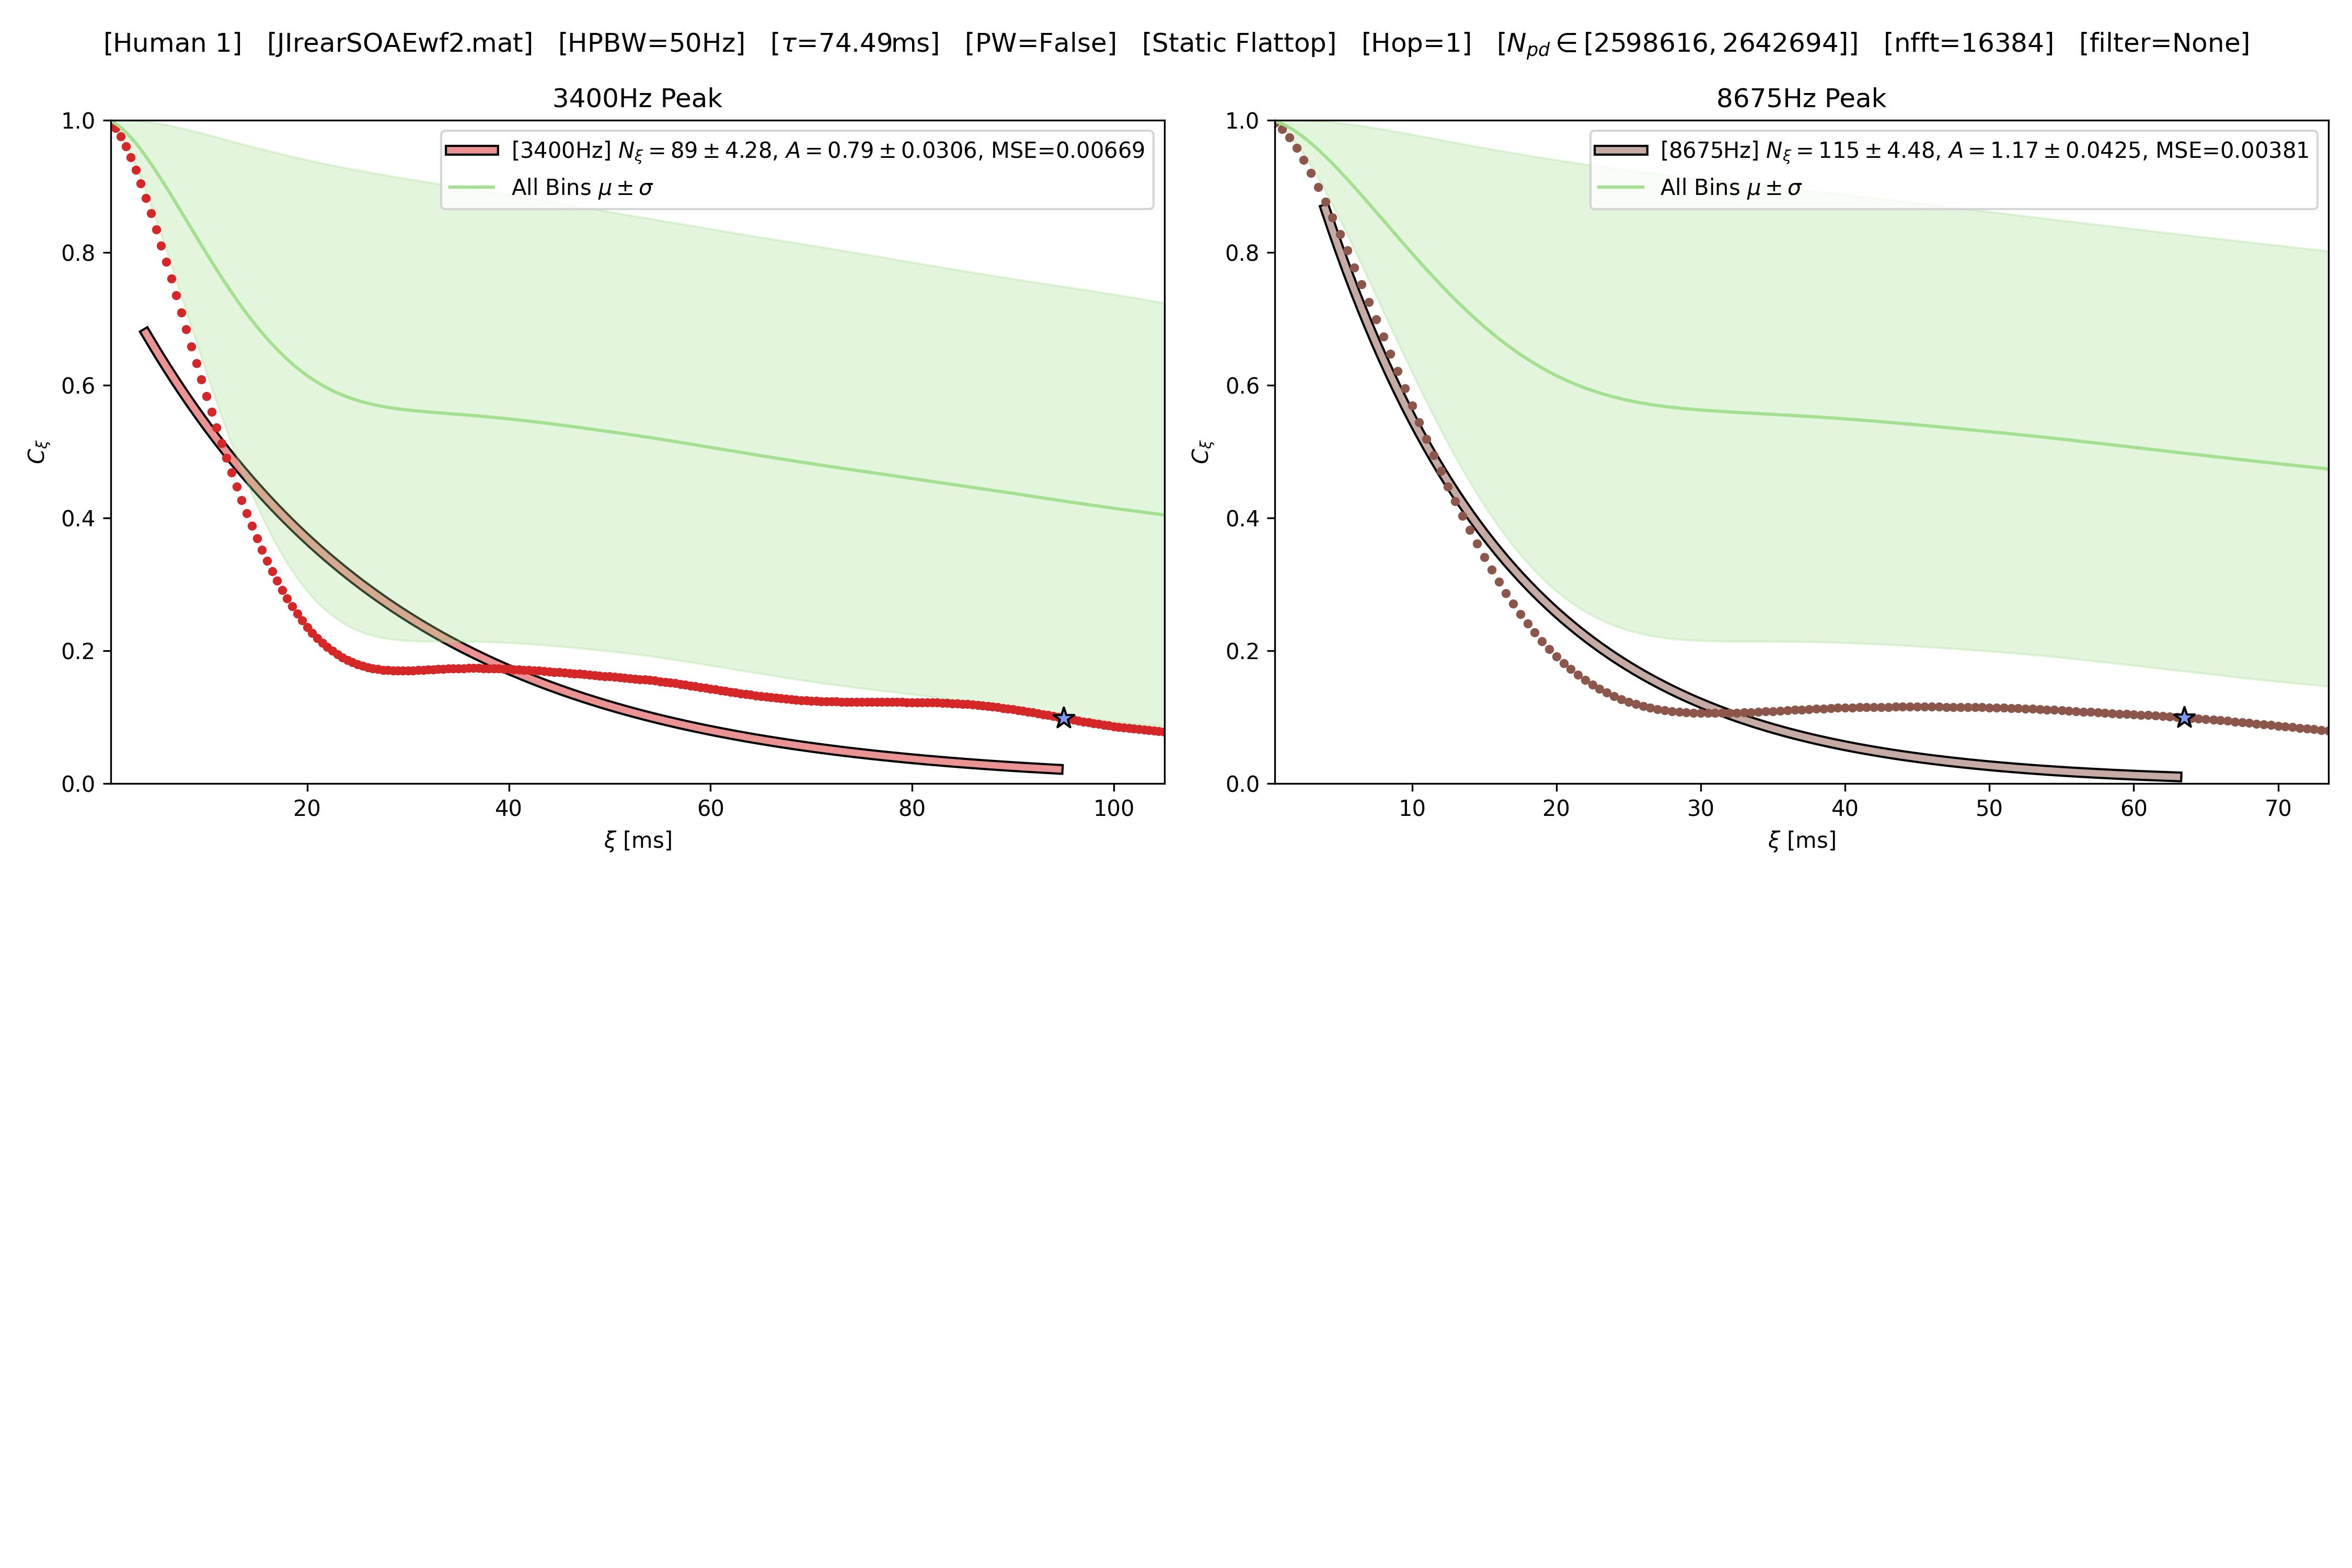 [Human 1] [JIrearSOAEwf2.mat] [HPBW=50Hz] [τ=74.49ms] [PW=False] [Static Flattop] [Hop=1] [N_pd ∈ [2598616, 2642694]] [nfft=16384] [filter=None]
3400Hz Peak
[3400Hz] N_ξ = 89 ± 4.28, A = 0.79 ± 0.0306, MSE=0.00669
All Bins μ ± σ
C_ξ
1.0
0.8
0.6
0.4
0.2
0.0
20 40 60 80 100
ξ [ms]
8675Hz Peak
[8675Hz] N_ξ = 115 ± 4.48, A = 1.17 ± 0.0425, MSE=0.00381
All Bins μ ± σ
C_ξ
1.0
0.8
0.6
0.4
0.2
0.0
10 20 30 40 50 60 70
ξ [ms]